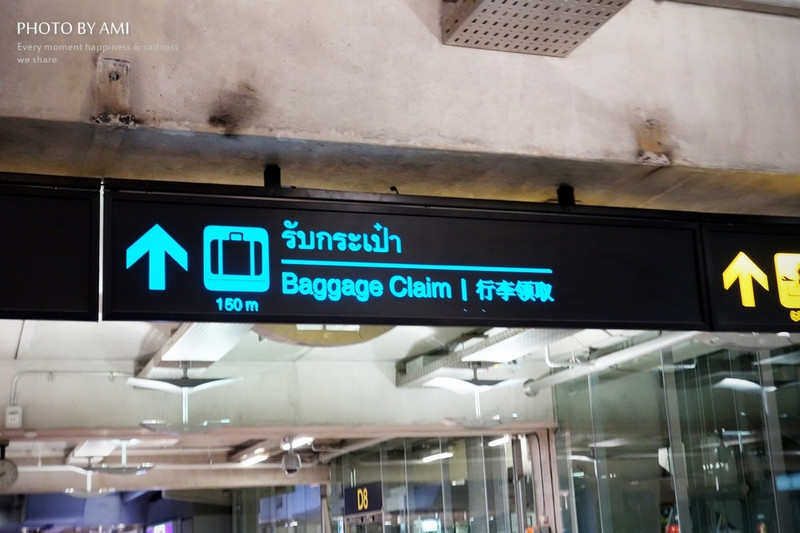 PHOTO BY AMI
Every moment happiness & sadness
we share
รับกระเป๋า
Baggage Claim | 行李领取
150 m
D8